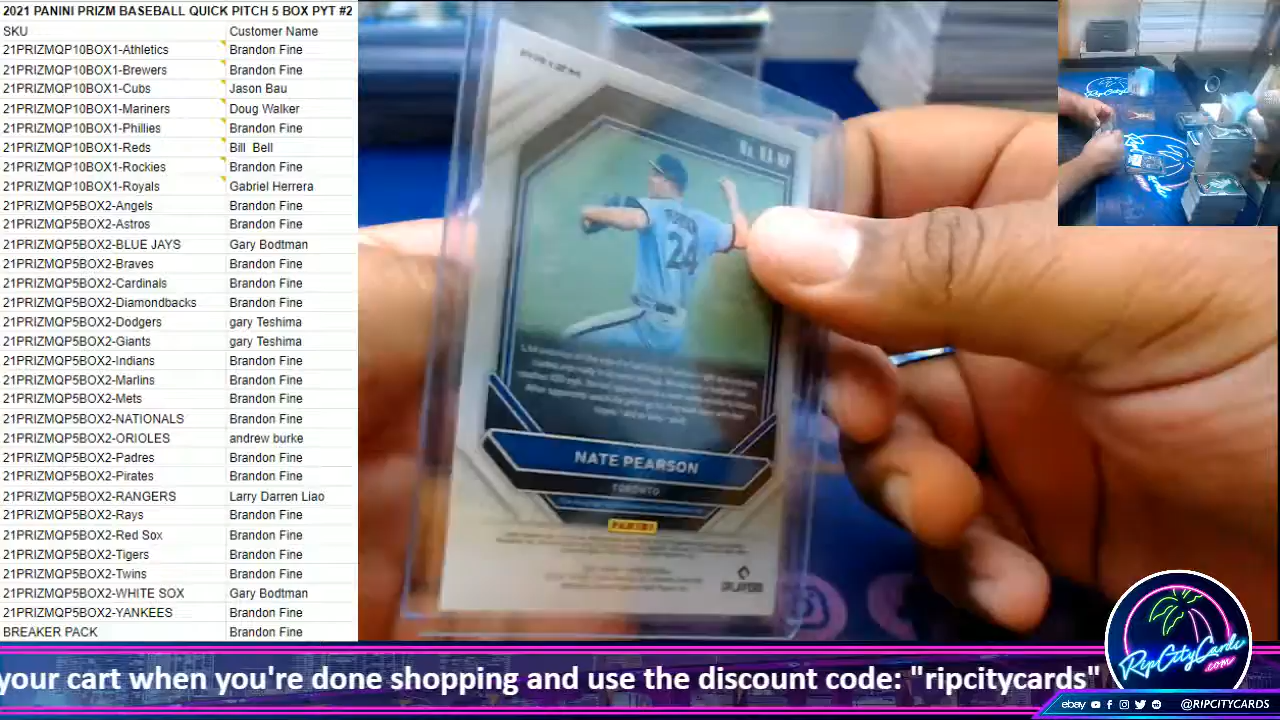 2021 PANINI PRIZM BASEBALL QUICK PITCH 5 BOX PYT #2
SKU Customer Name
21PRIZMQP10BOX1-Athletics Brandon Fine
21PRIZMQP10BOX1-Brewers Brandon Fine
21PRIZMQP10BOX1-Cubs Jason Bau
21PRIZMQP10BOX1-Mariners Doug Walker
21PRIZMQP10BOX1-Phillies Brandon Fine
21PRIZMQP10BOX1-Reds Bill Bell
21PRIZMQP10BOX1-Rockies Brandon Fine
21PRIZMQP10BOX1-Royals Gabriel Herrera
21PRIZMQP5BOX2-Angels Brandon Fine
21PRIZMQP5BOX2-Astros Brandon Fine
21PRIZMQP5BOX2-BLUE JAYS Gary Bodtman
21PRIZMQP5BOX2-Braves Brandon Fine
21PRIZMQP5BOX2-Cardinals Brandon Fine
21PRIZMQP5BOX2-Diamondbacks Brandon Fine
21PRIZMQP5BOX2-Dodgers gary Teshima
21PRIZMQP5BOX2-Giants gary Teshima
21PRIZMQP5BOX2-Indians Brandon Fine
21PRIZMQP5BOX2-Marlins Brandon Fine
21PRIZMQP5BOX2-Mets Brandon Fine
21PRIZMQP5BOX2-NATIONALS Brandon Fine
21PRIZMQP5BOX2-ORIOLES andrew burke
21PRIZMQP5BOX2-Padres Brandon Fine
21PRIZMQP5BOX2-Pirates Brandon Fine
21PRIZMQP5BOX2-RANGERS Larry Darren Liao
21PRIZMQP5BOX2-Rays Brandon Fine
21PRIZMQP5BOX2-Red Sox Brandon Fine
21PRIZMQP5BOX2-Tigers Brandon Fine
21PRIZMQP5BOX2-Twins Brandon Fine
21PRIZMQP5BOX2-WHITE SOX Gary Bodtman
21PRIZMQP5BOX2-YANKEES Brandon Fine
BREAKER PACK Brandon Fine
24
NATE PEARSON
TORONTO
PANINI
your cart when you're done shopping and use the discount code: "ripcitycards"
RipCityCards
.com
ebay @RIPCITYCARDS